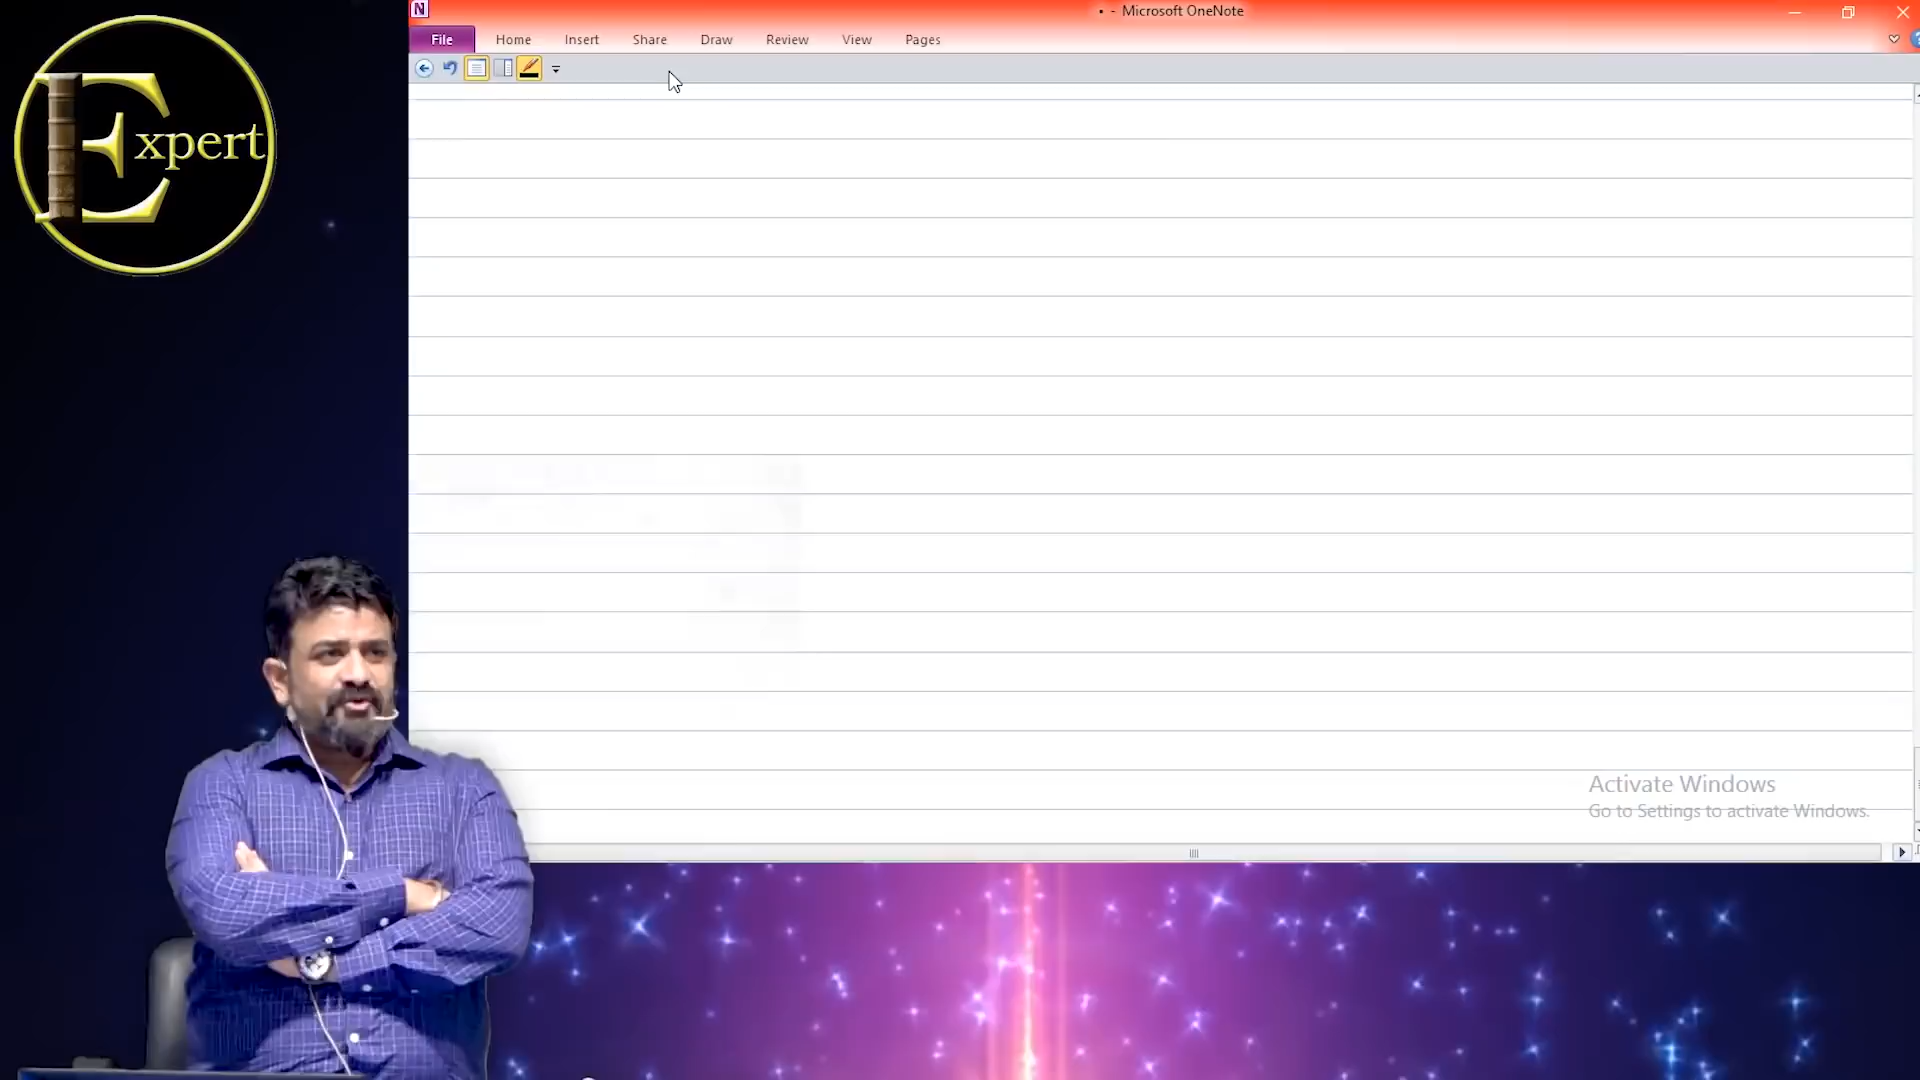 Expert
- Microsoft OneNote
File Home Insert Share Draw Review View Pages
Activate Windows
Go to Settings to activate Windows.